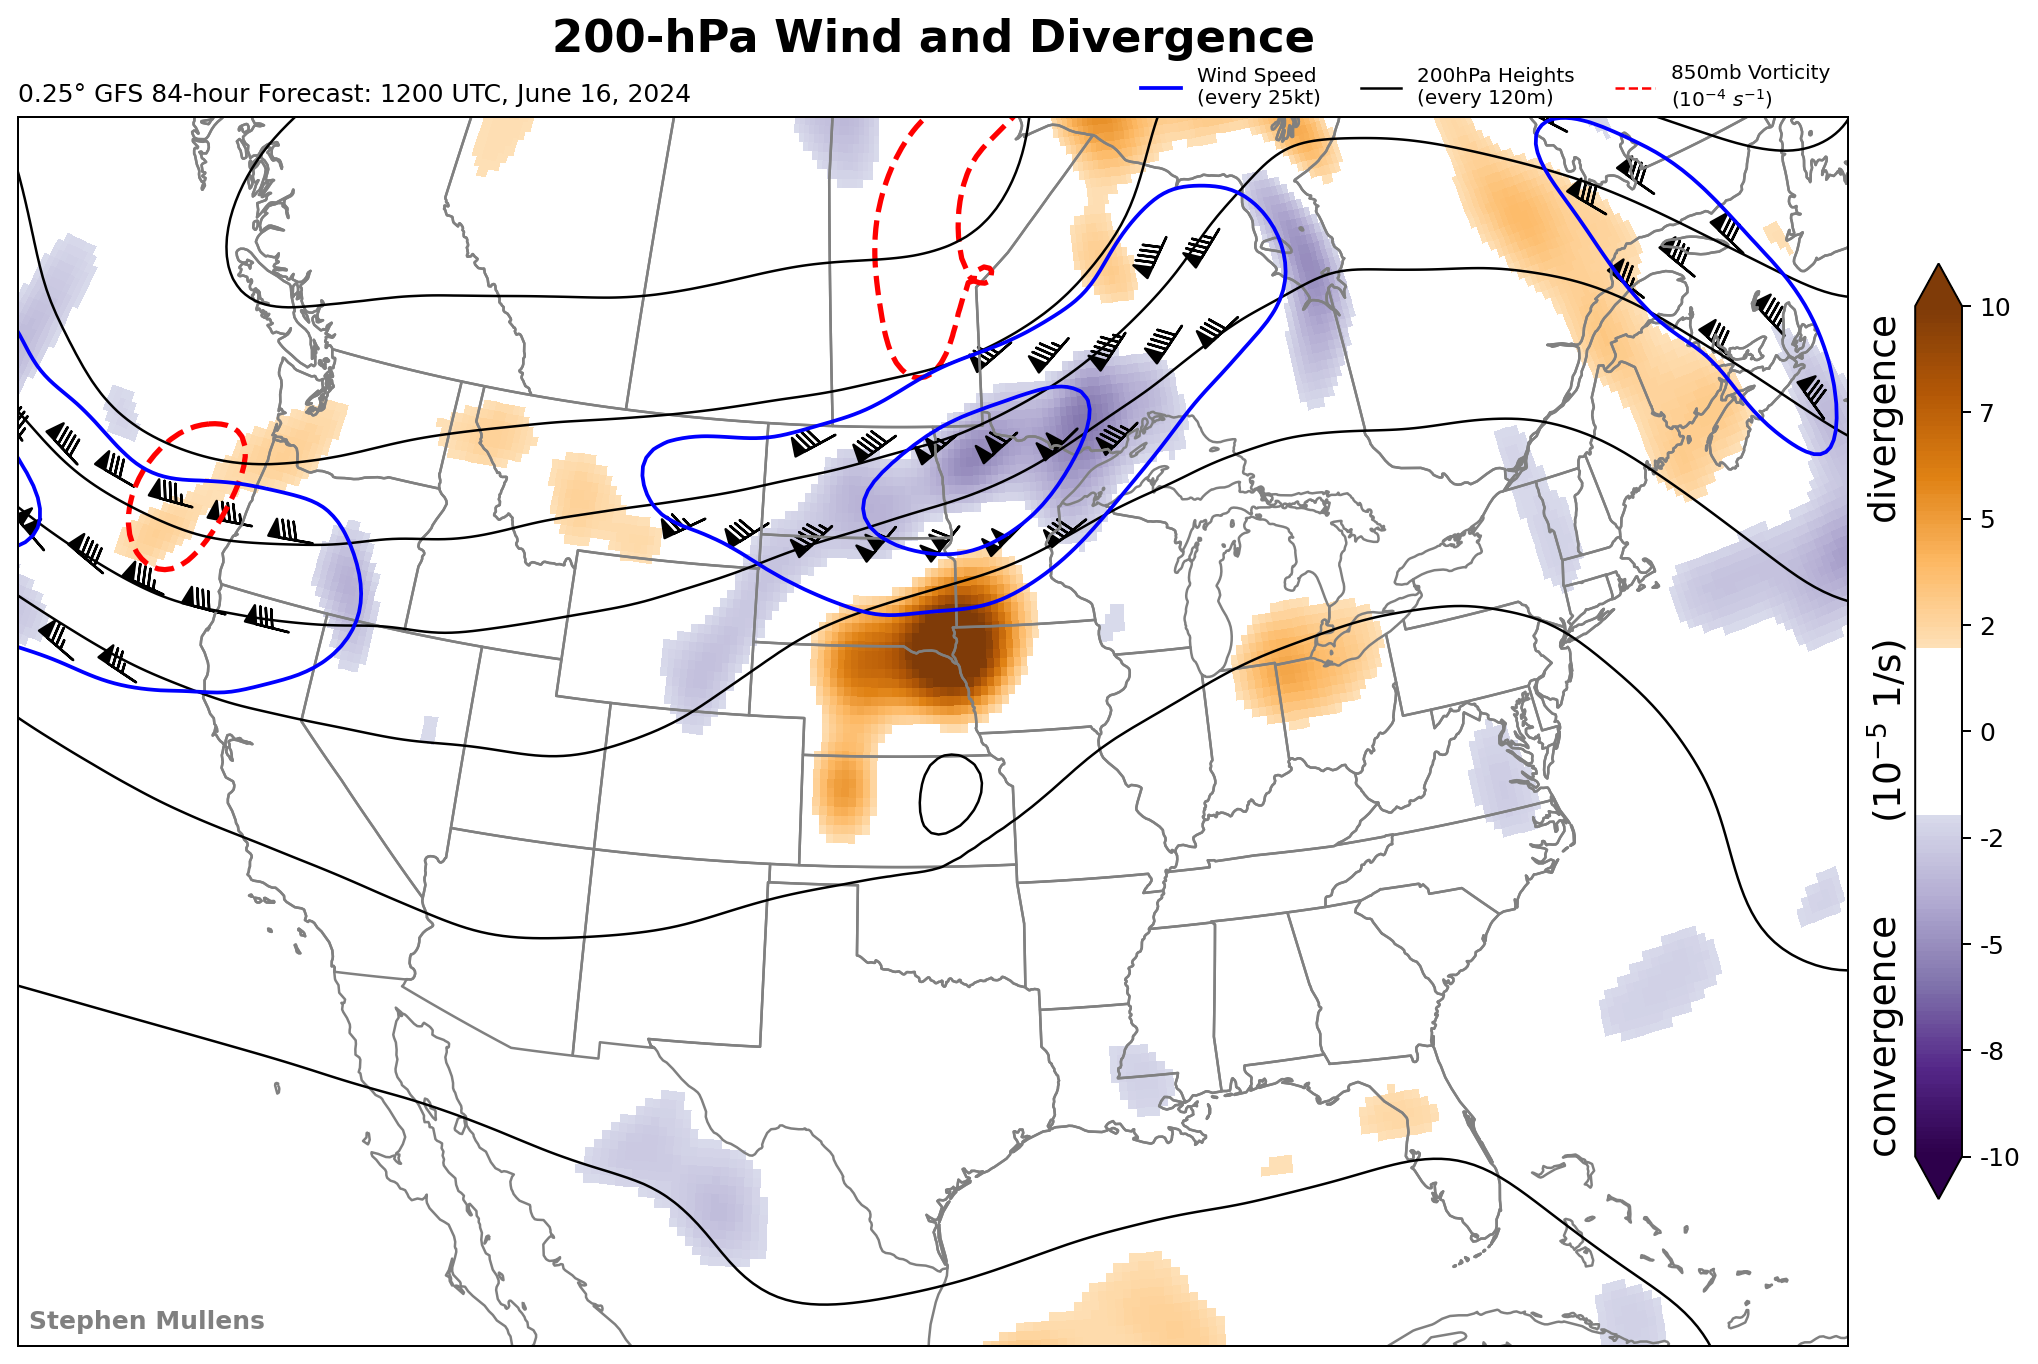 200-hPa Wind and Divergence
0.25° GFS 84-hour Forecast: 1200 UTC, June 16, 2024
Wind Speed
(every 25kt)
200hPa Heights
(every 120m)
850mb Vorticity
(10⁻⁴ s⁻¹)
10
7
5
2
0
-2
-5
-8
-10
convergence (10⁻⁵ 1/s) divergence
Stephen Mullens